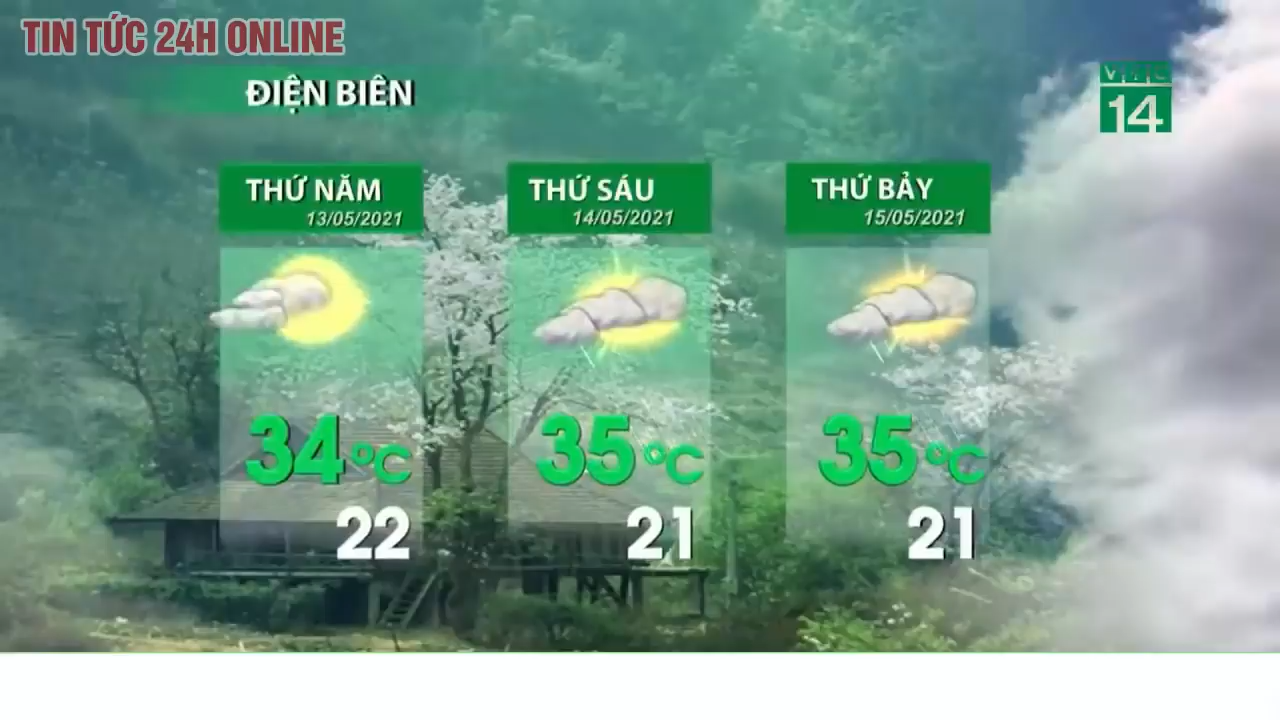 TIN TỨC 24H ONLINE
ĐIỆN BIÊN
VTC
14
THỨ NĂM
13/05/2021
THỨ SÁU
14/05/2021
THỨ BẢY
15/05/2021
34°C
35°C
35°C
22
21
21